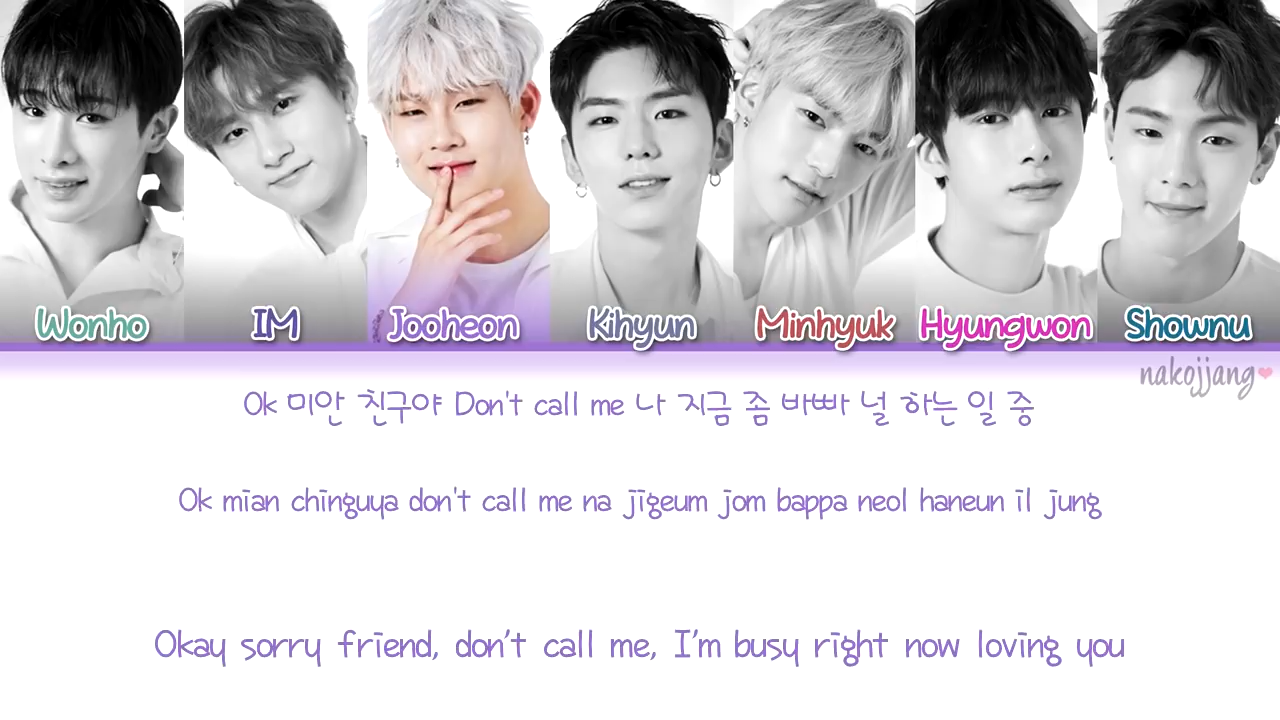 Wonho IM Jooheon Kihyun Minhyuk Hyungwon Shownu
nakojjang
Ok 미안 친구야 Don't call me 나 지금 좀 바빠 널 하는 일 중
Ok mian chinguya don't call me na jigeum jom bappa neol haneun il jung
Okay sorry friend, don't call me, I'm busy right now loving you